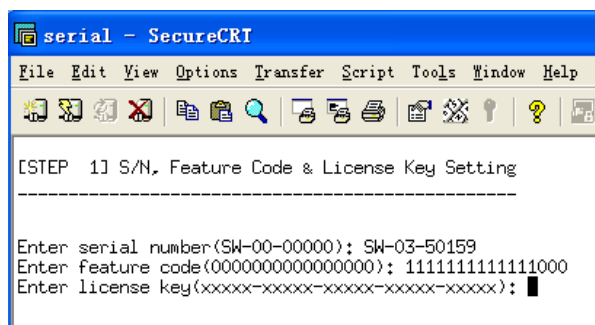 serial - SecureCRT
File Edit View Options Transfer Script Tools Window Help
[STEP 1] S/N, Feature Code & License Key Setting
--------------------------------------------------
Enter serial number(SW-00-00000): SW-03-50159
Enter feature code(0000000000000000): 1111111111111000
Enter license key(xxxxx-xxxxx-xxxxx-xxxxx-xxxxx):